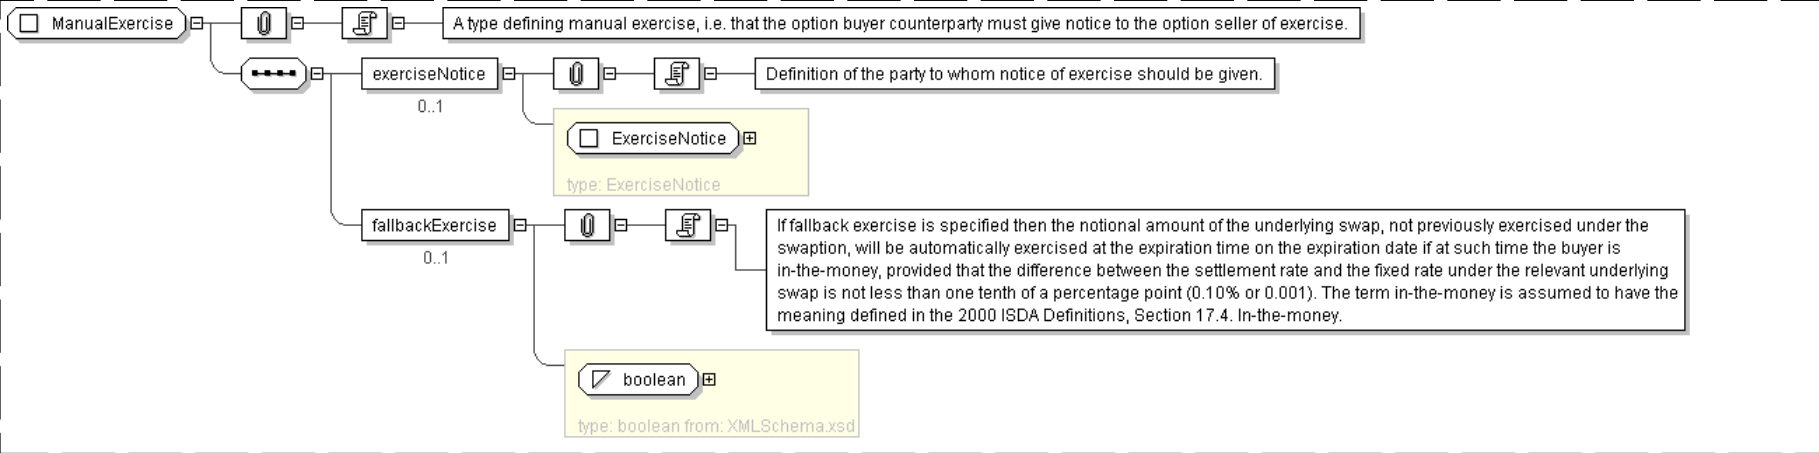 ManualExercise
A type defining manual exercise, i.e. that the option buyer counterparty must give notice to the option seller of exercise.
exerciseNotice
Definition of the party to whom notice of exercise should be given.
0..1
ExerciseNotice
type: ExerciseNotice
fallbackExercise
0..1
If fallback exercise is specified then the notional amount of the underlying swap, not previously exercised under the
swaption, will be automatically exercised at the expiration time on the expiration date if at such time the buyer is
in-the-money, provided that the difference between the settlement rate and the fixed rate under the relevant underlying
swap is not less than one tenth of a percentage point (0.10% or 0.001). The term in-the-money is assumed to have the
meaning defined in the 2000 ISDA Definitions, Section 17.4. In-the-money.
boolean
type: boolean from: XMLSchema.xsd